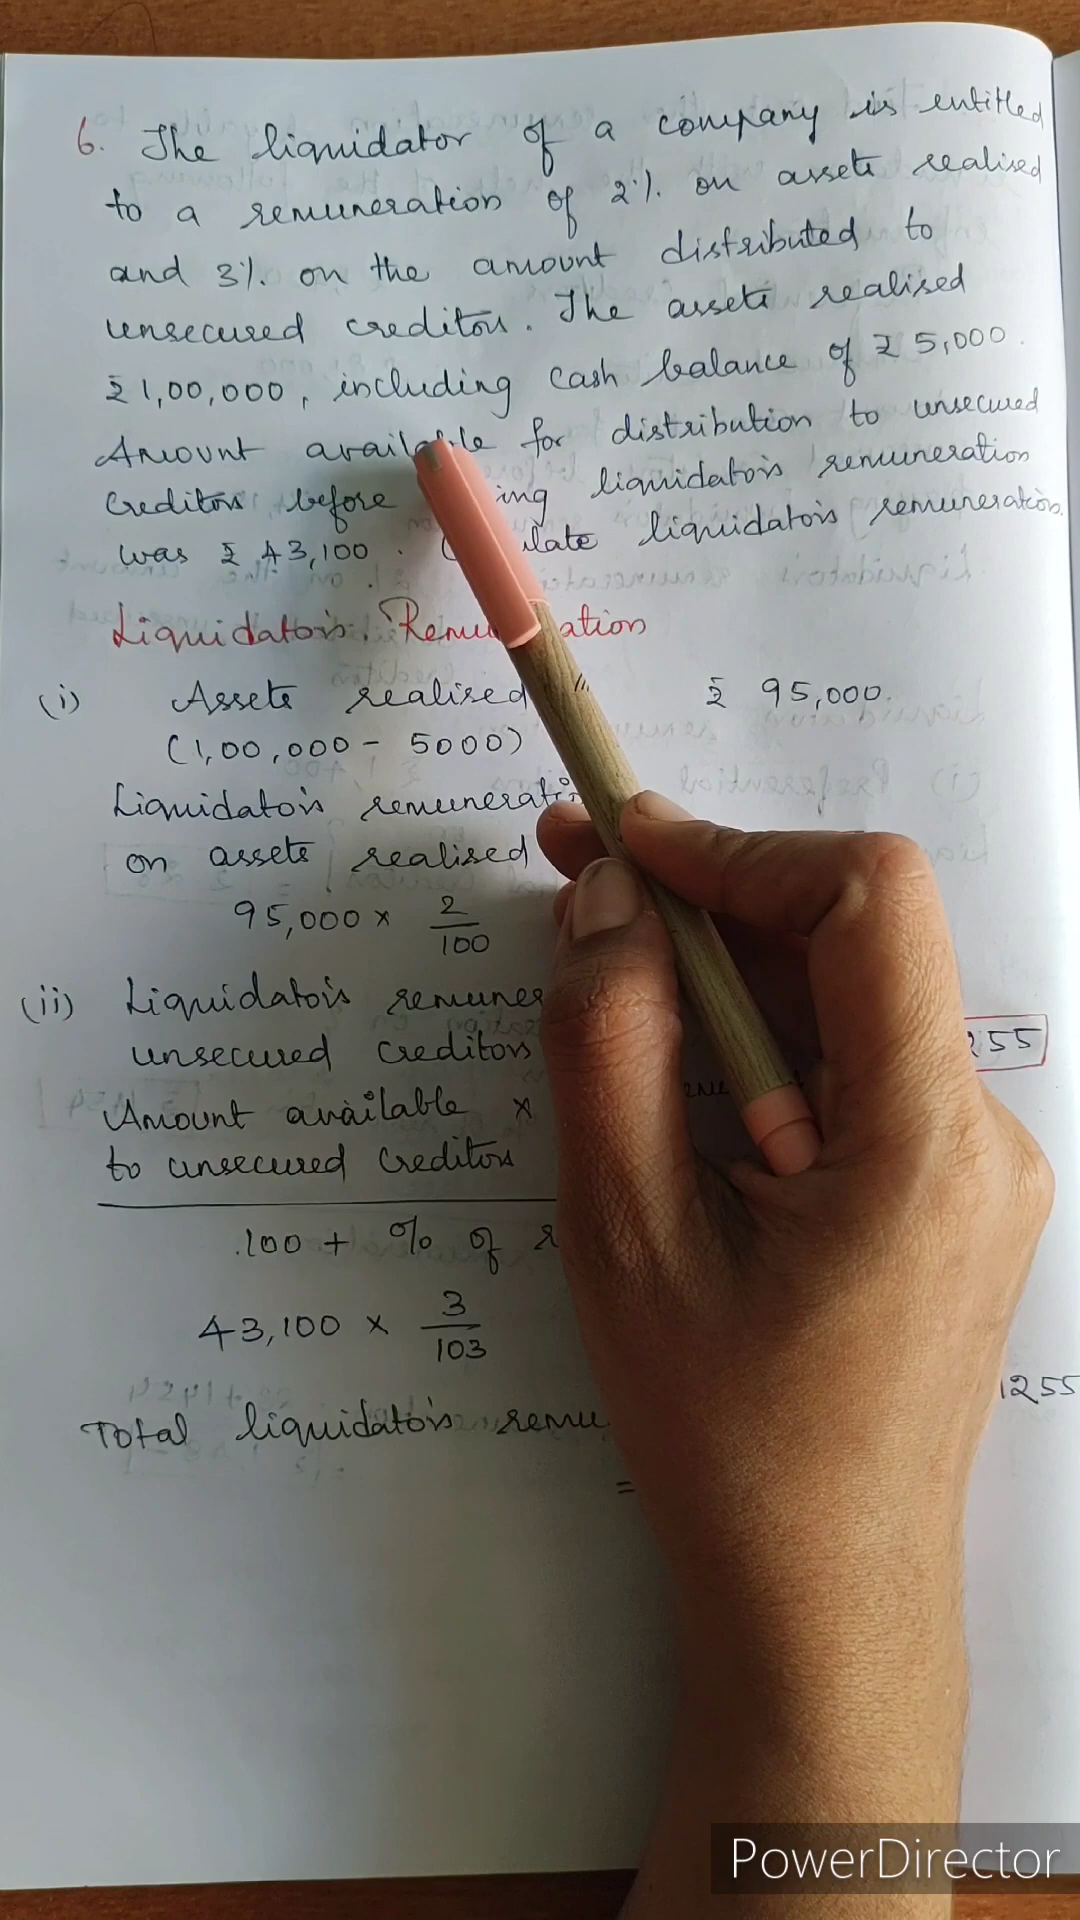 6. The liquidator of a company is entitled
to a remuneration of 2%. on assets realised
and 3%. on the amount distributed to
unsecured creditors. The assets realised
₹ 1,00,000, including cash balance of ₹ 5,000.
Amount available for distribution to unsecured
creditors before ing liquidator's remuneration
was ₹ 43,100. liquidator's remuneration.
Liquidator's
(i) Assets realised ₹ 95,000.
(1,00,000 - 5000)
Liquidator's
on assets realised
95,000 × 2/100
(ii) Liquidator's
unsecured creditors 255
Amount available ×
to unsecured creditors
100 + % of
43,100 × 3/103
1255
Total liquidator's
=
PowerDirector